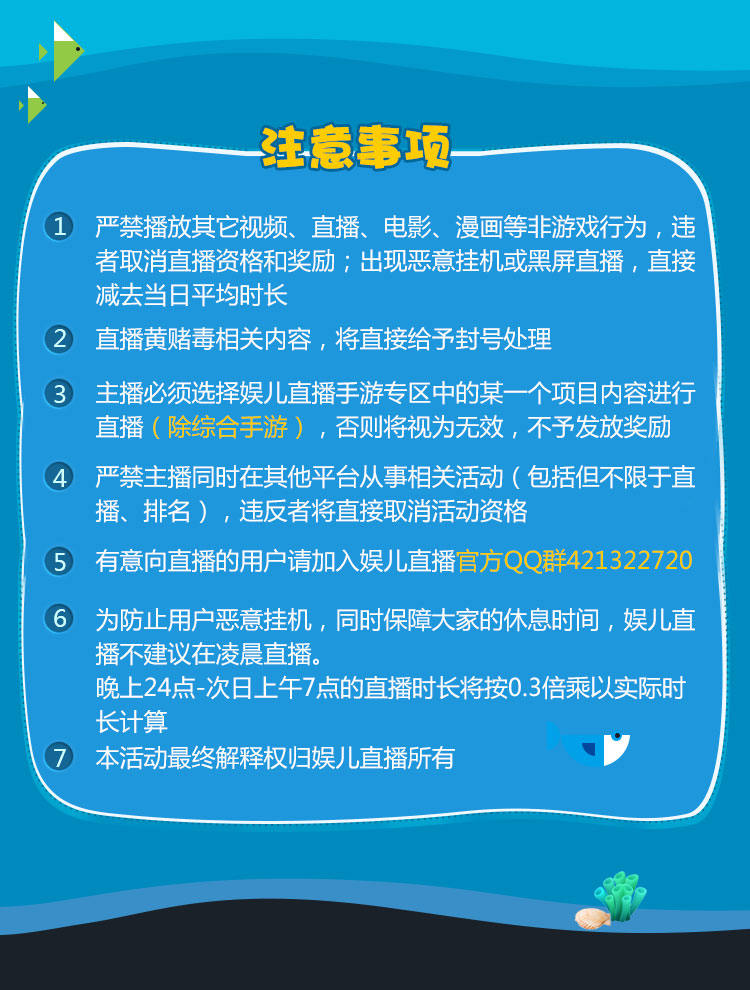 注意事项
1 严禁播放其它视频、直播、电影、漫画等非游戏行为，违
者取消直播资格和奖励；出现恶意挂机或黑屏直播，直接
减去当日平均时长
2 直播黄赌毒相关内容，将直接给予封号处理
3 主播必须选择娱儿直播手游专区中的某一个项目内容进行
直播（除综合手游），否则将视为无效，不予发放奖励
4 严禁主播同时在其他平台从事相关活动（包括但不限于直
播、排名），违反者将直接取消活动资格
5 有意向直播的用户请加入娱儿直播官方QQ群421322720
6 为防止用户恶意挂机，同时保障大家的休息时间，娱儿直
播不建议在凌晨直播。
晚上24点-次日上午7点的直播时长将按0.3倍乘以实际时
长计算
7 本活动最终解释权归娱儿直播所有